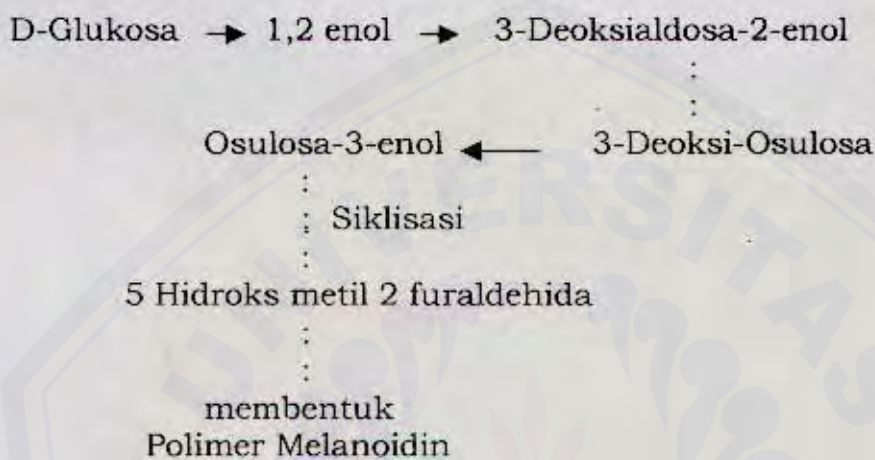 D-Glukosa → 1,2 enol → 3-Deoksialdosa-2-enol
Osulosa-3-enol ← 3-Deoksi-Osulosa
Siklisasi
5 Hidroks metil 2 furaldehida
membentuk
Polimer Melanoidin
UNIVERSITAS